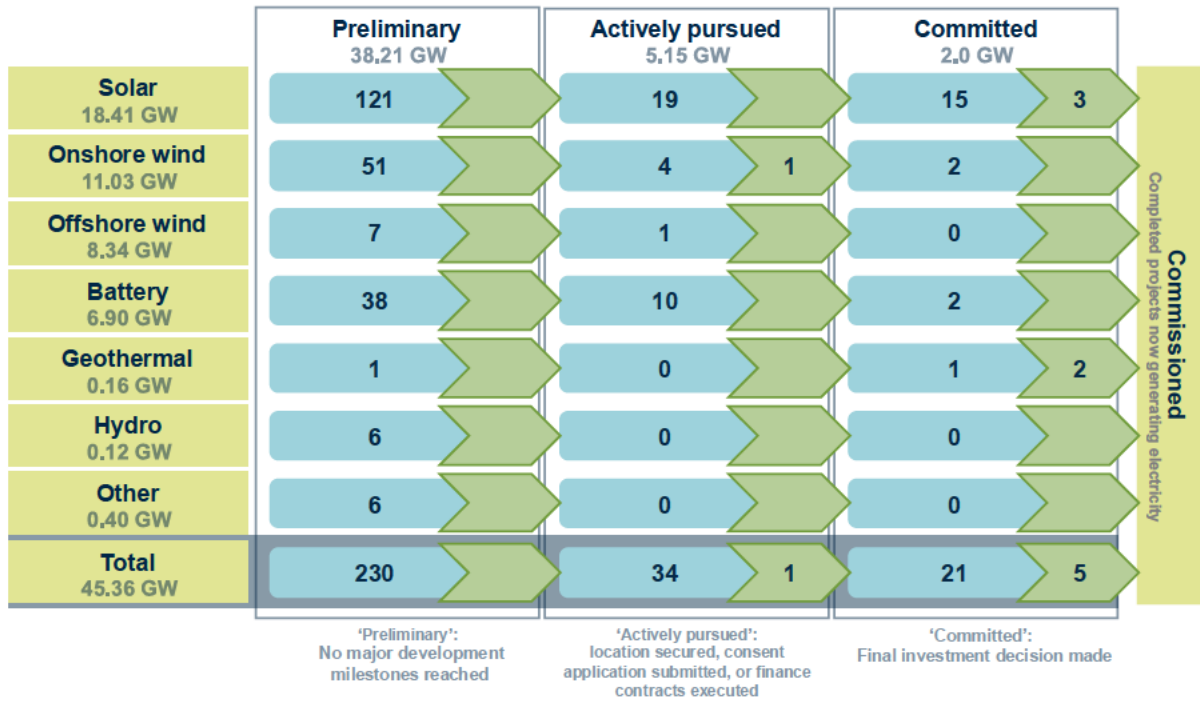 Preliminary
38.21 GW
Actively pursued
5.15 GW
Committed
2.0 GW
Solar
18.41 GW
121
19
15
3
Onshore wind
11.03 GW
51
4
1
2
Offshore wind
8.34 GW
7
1
0
Battery
6.90 GW
38
10
2
Geothermal
0.16 GW
1
0
1
2
Hydro
0.12 GW
6
0
0
Other
0.40 GW
6
0
0
Total
45.36 GW
230
34
1
21
5
Commissioned
Completed projects now generating electricity
‘Preliminary’:
No major development
milestones reached
‘Actively pursued’:
location secured, consent
application submitted, or finance
contracts executed
‘Committed’:
Final investment decision made